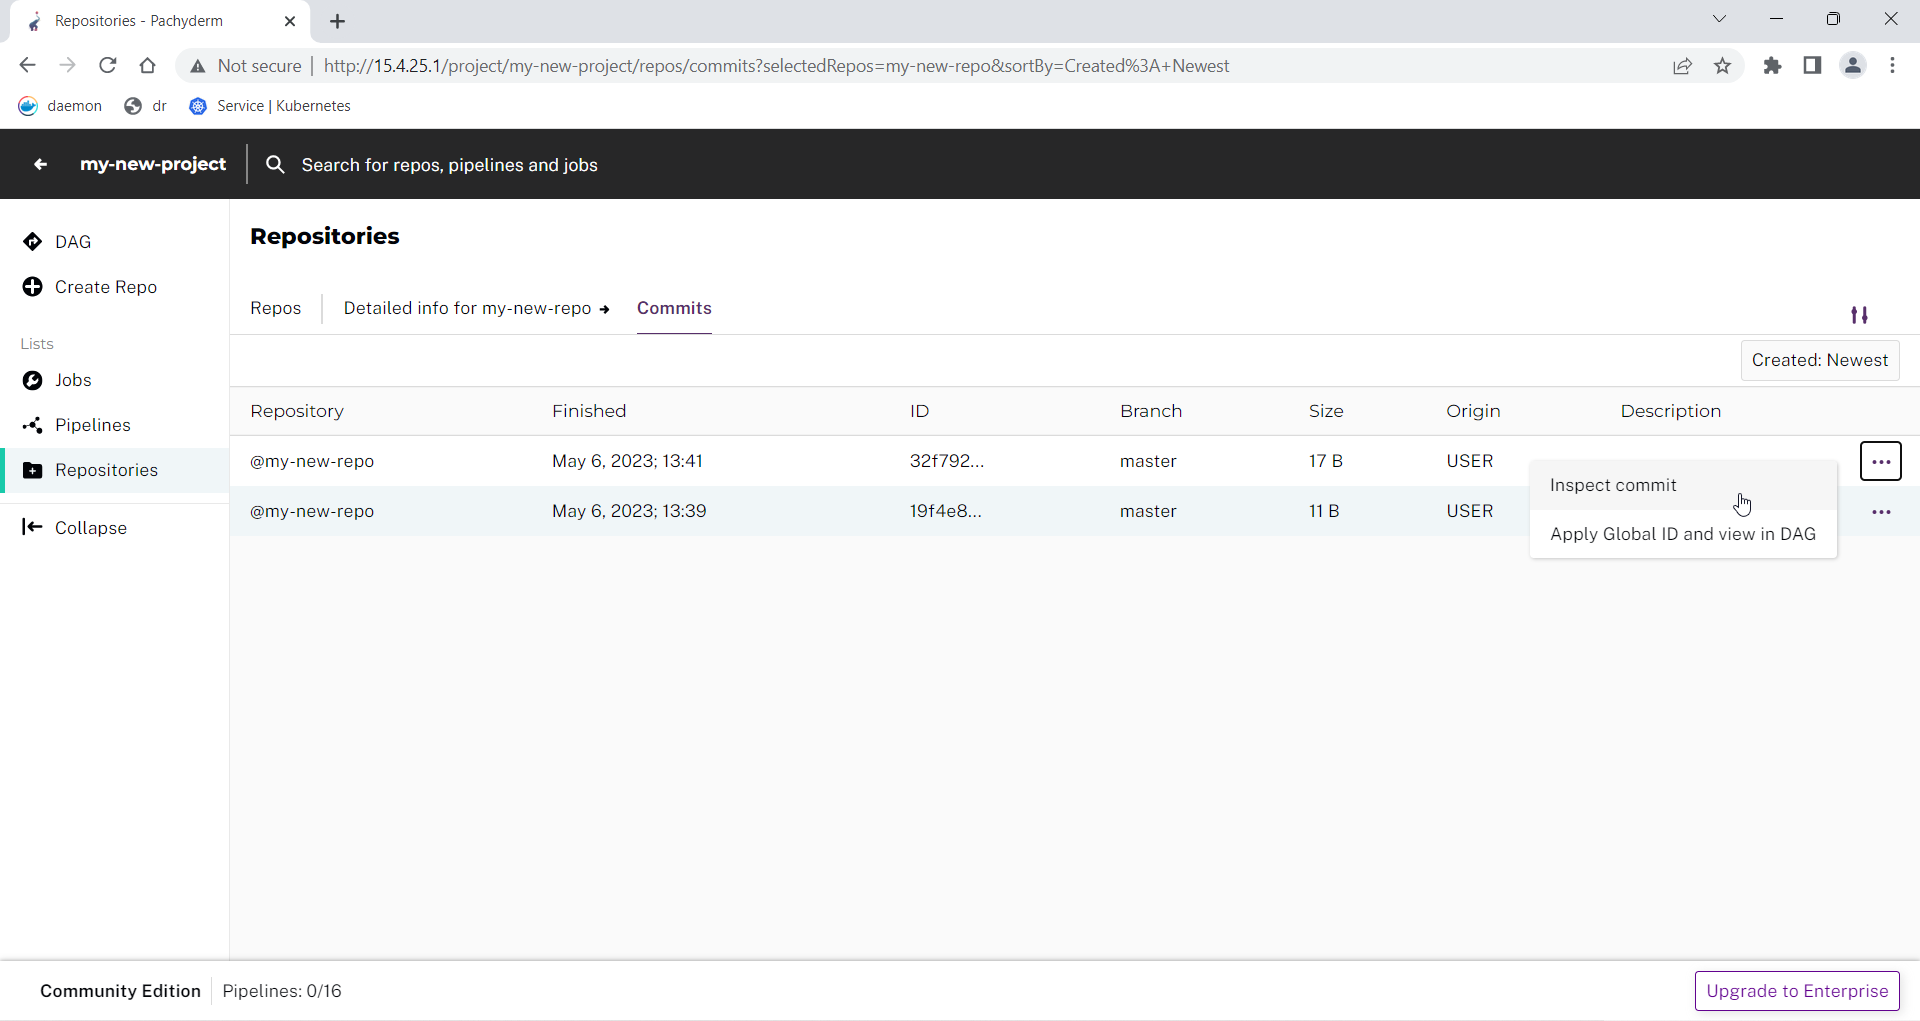 Repositories - Pachyderm
Not secure | http://15.4.25.1/project/my-new-project/repos/commits?selectedRepos=my-new-repo&sortBy=Created%3A+Newest
daemon dr Service | Kubernetes
my-new-project Search for repos, pipelines and jobs
DAG
Create Repo
Lists
Jobs
Pipelines
Repositories
Collapse
Repositories
Repos Detailed info for my-new-repo Commits
Created: Newest
Repository Finished ID Branch Size Origin Description
@my-new-repo May 6, 2023; 13:41 32f792... master 17 B USER
@my-new-repo May 6, 2023; 13:39 19f4e8... master 11 B USER
Inspect commit
Apply Global ID and view in DAG
Community Edition Pipelines: 0/16
Upgrade to Enterprise